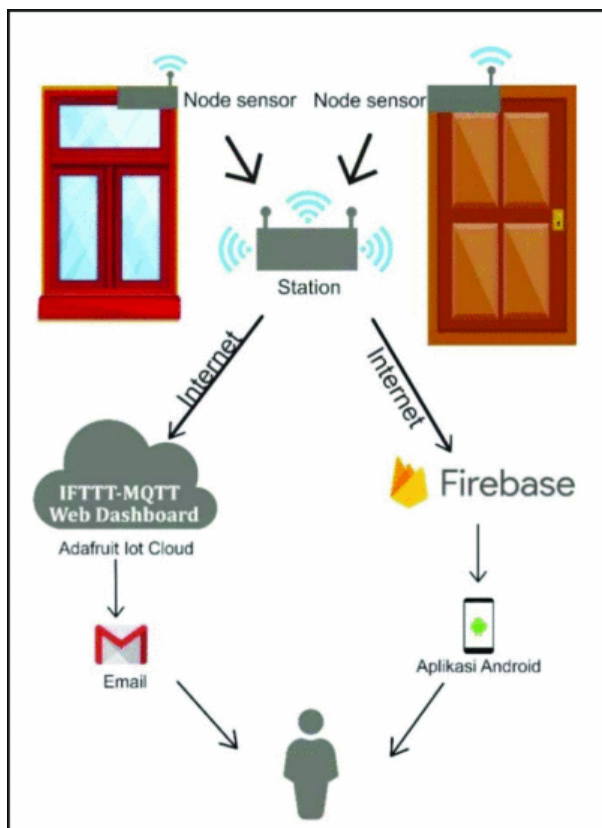 Node sensor
Node sensor
Station
Internet
Internet
IFTTT-MQTT
Web Dashboard
Adafruit Iot Cloud
Firebase
Email
Aplikasi Android